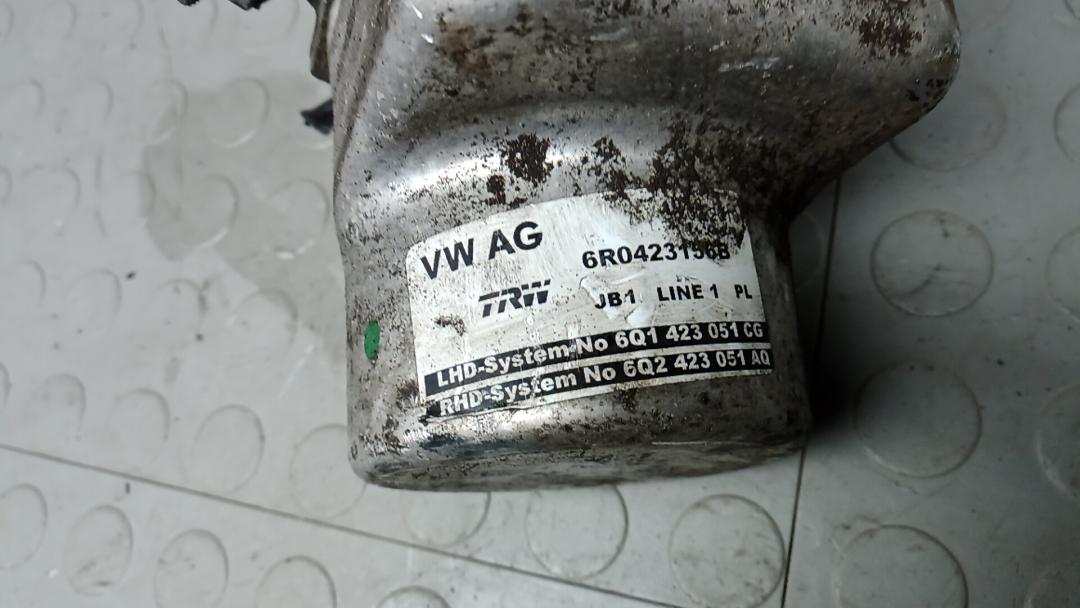 VW AG 6R0423156B
TRW JB1 LINE 1 PL
LHD-System-No 6Q1 423 051 CG
RHD-System No 6Q2 423 051 AQ